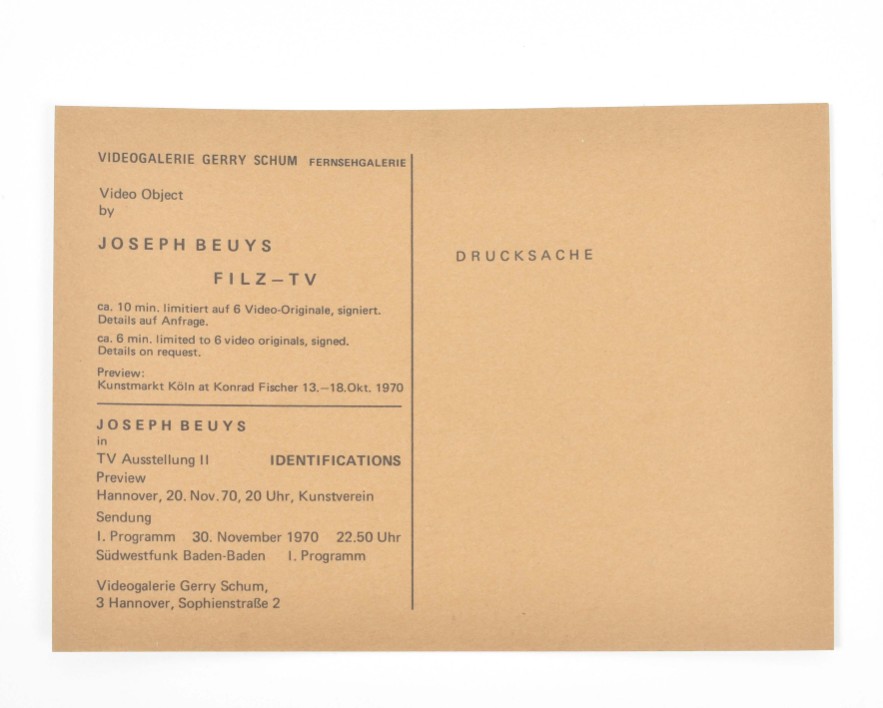 VIDEOGALERIE GERRY SCHUM FERNSEHGALERIE
Video Object
by
JOSEPH BEUYS
FILZ–TV
ca. 10 min. limitiert auf 6 Video-Originale, signiert.
Details auf Anfrage.
ca. 6 min. limited to 6 video originals, signed.
Details on request.
Preview:
Kunstmarkt Köln at Konrad Fischer 13.–18.Okt. 1970
JOSEPH BEUYS
in
TV Ausstellung II IDENTIFICATIONS
Preview
Hannover, 20. Nov. 70, 20 Uhr, Kunstverein
Sendung
I. Programm 30. November 1970 22.50 Uhr
Südwestfunk Baden-Baden I. Programm
Videogalerie Gerry Schum,
3 Hannover, Sophienstraße 2
DRUCKSACHE